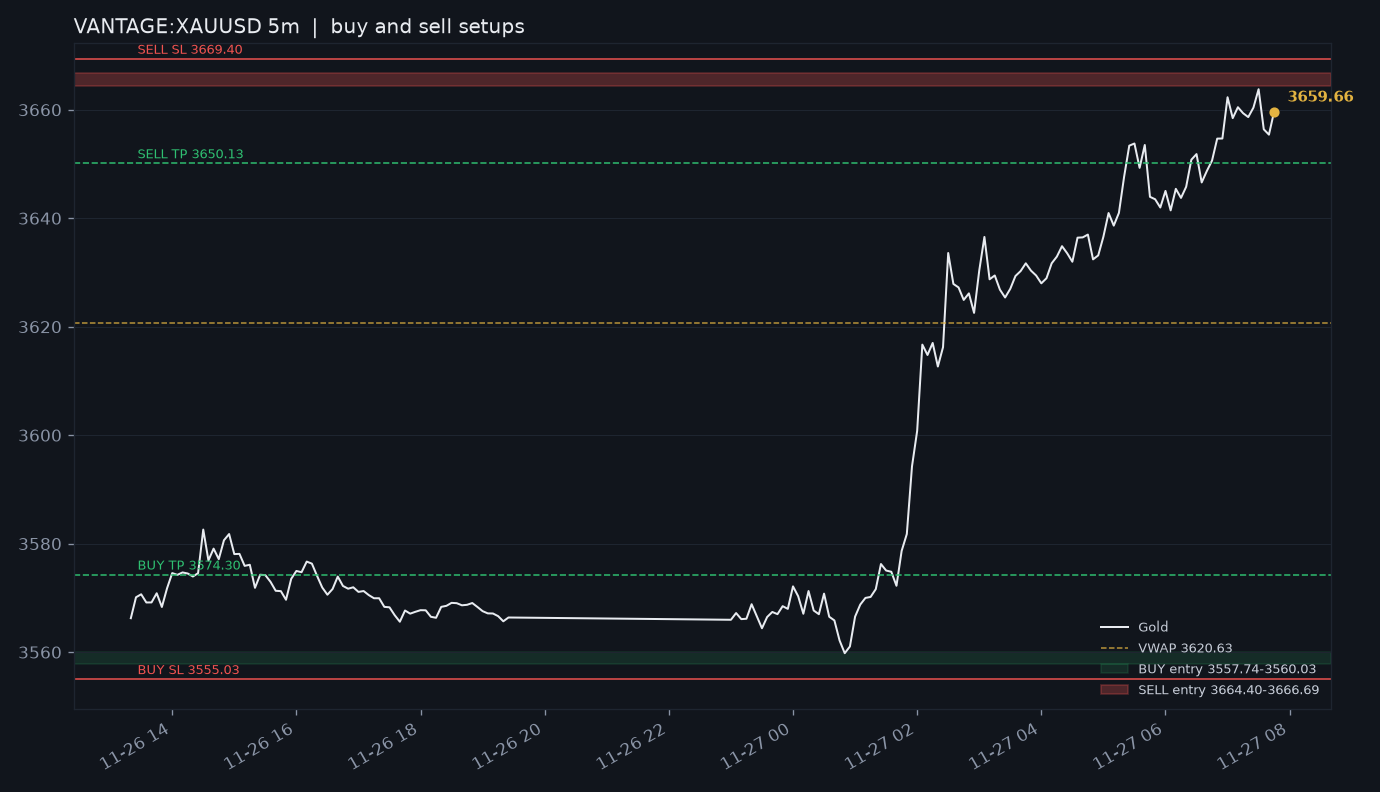 VANTAGE:XAUUSD 5m | buy and sell setups
SELL SL 3669.40
3659.66
3660
SELL TP 3650.13
3640
3620
3600
3580
BUY TP 3574.30
3560
BUY SL 3555.03
Gold
VWAP 3620.63
BUY entry 3557.74-3560.03
SELL entry 3664.40-3666.69
11-26 14
11-26 16
11-26 18
11-26 20
11-26 22
11-27 00
11-27 02
11-27 04
11-27 06
11-27 08